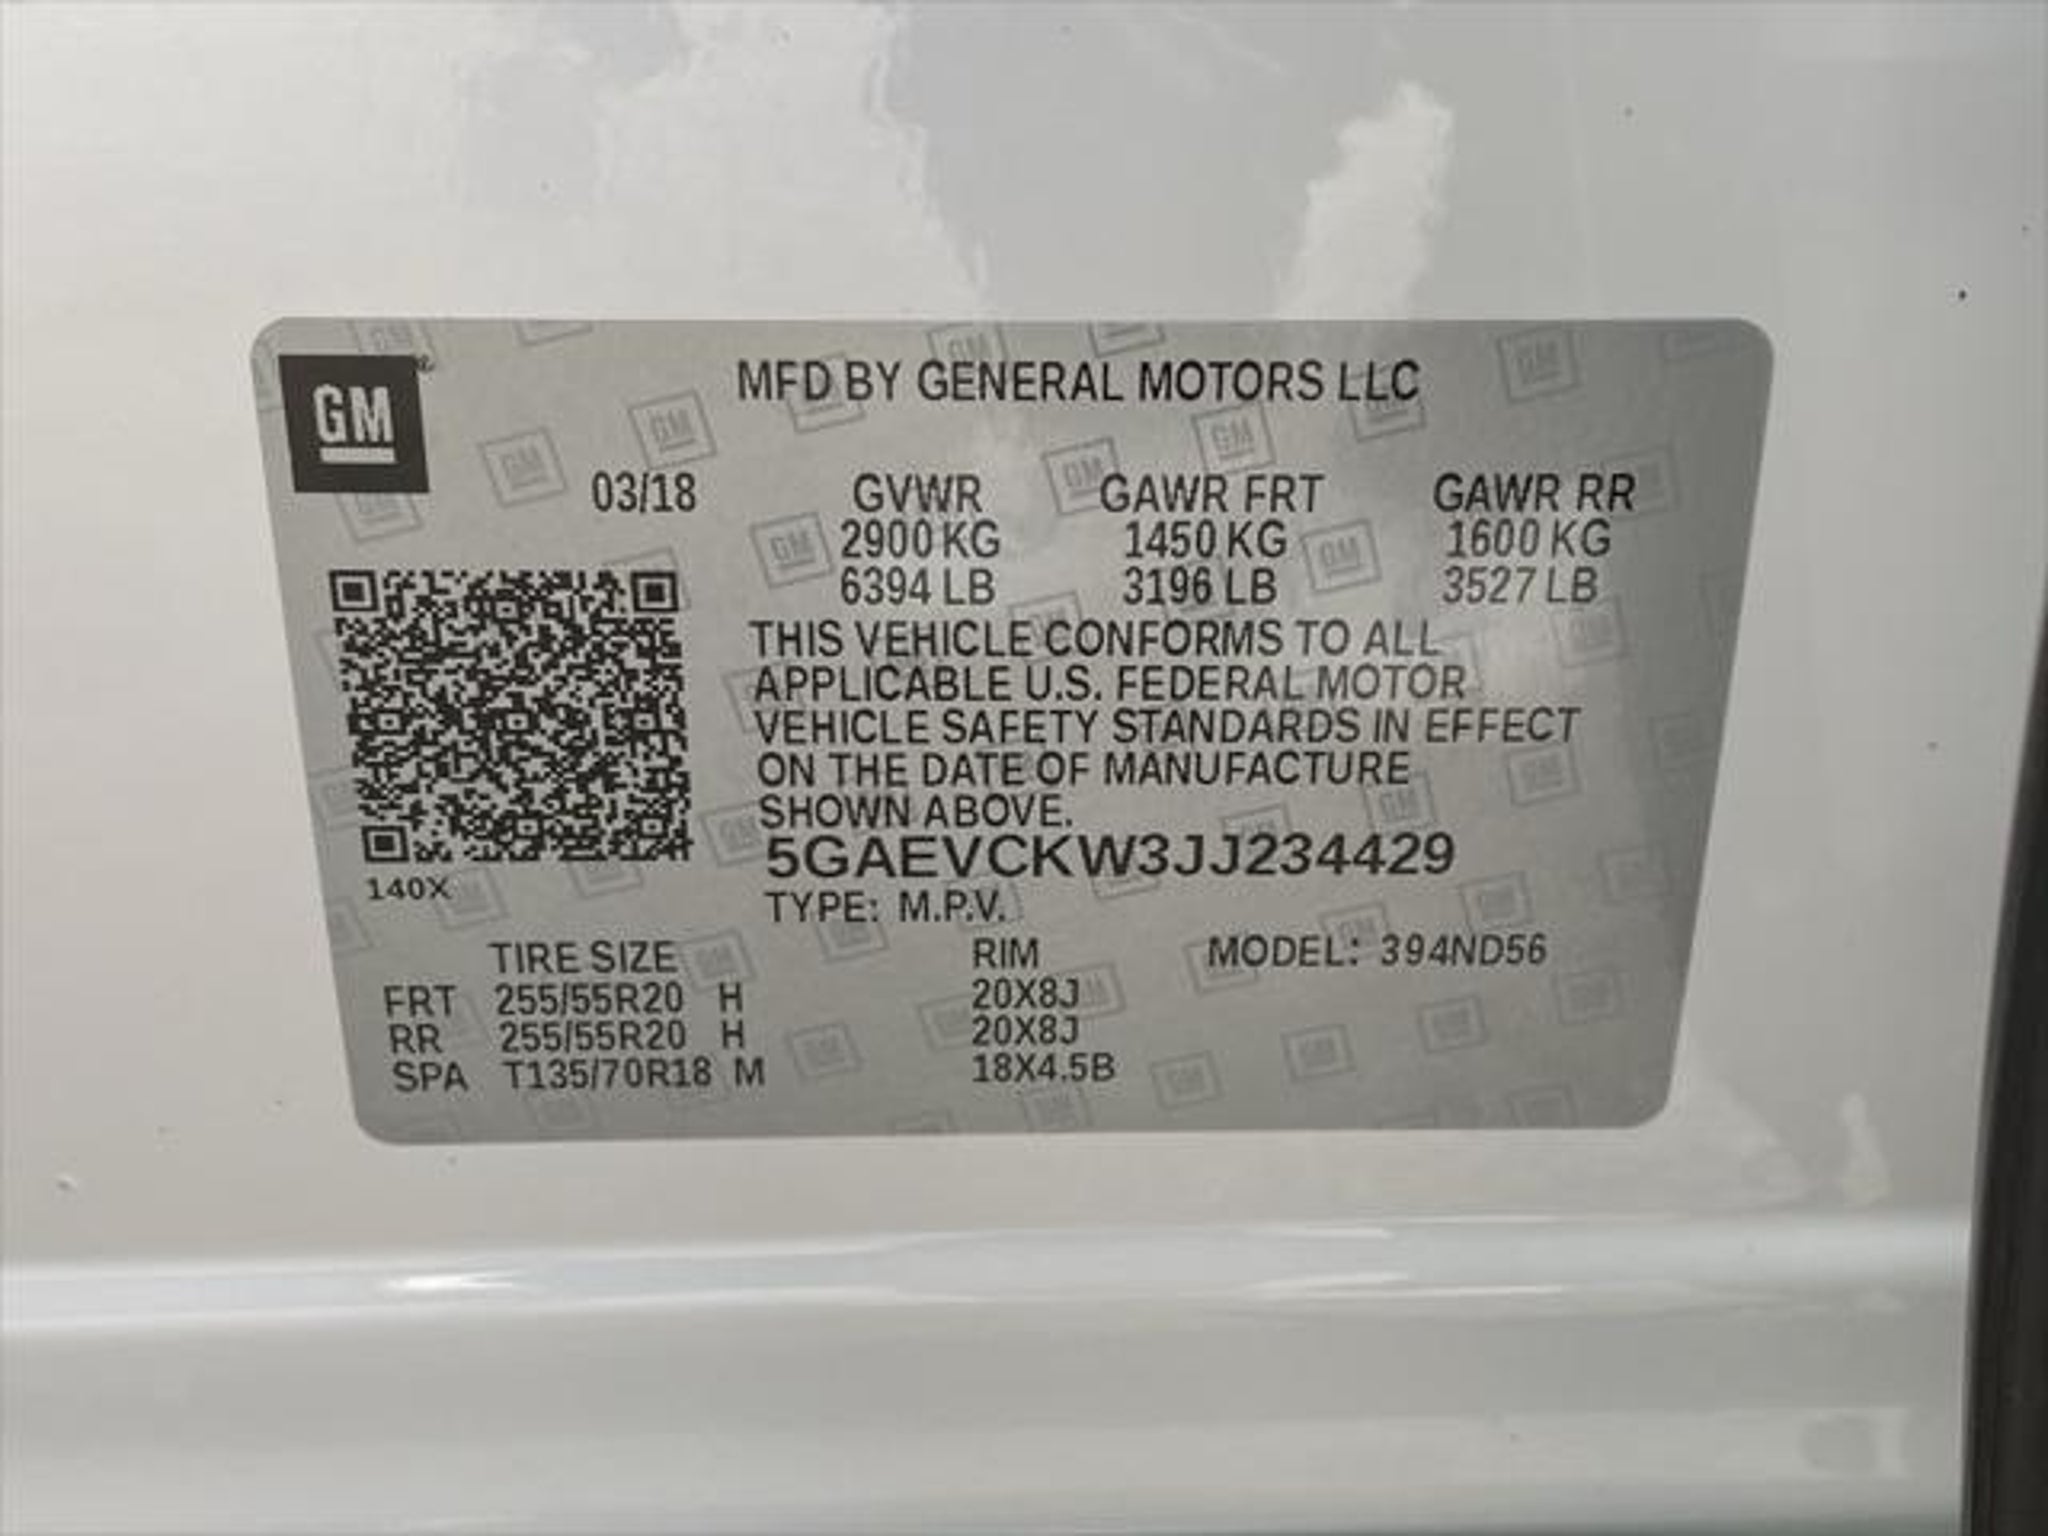 GM
MFD BY GENERAL MOTORS LLC
03/18 GVWR GAWR FRT GAWR RR
2900 KG 1450 KG 1600 KG
6394 LB 3196 LB 3527 LB
THIS VEHICLE CONFORMS TO ALL
APPLICABLE U.S. FEDERAL MOTOR
VEHICLE SAFETY STANDARDS IN EFFECT
ON THE DATE OF MANUFACTURE
SHOWN ABOVE.
5GAEVCKW3JJ234429
140X
TYPE: M.P.V.
TIRE SIZE RIM MODEL: 394ND56
FRT 255/55R20 H 20X8J
RR 255/55R20 H 20X8J
SPA T135/70R18 M 18X4.5B